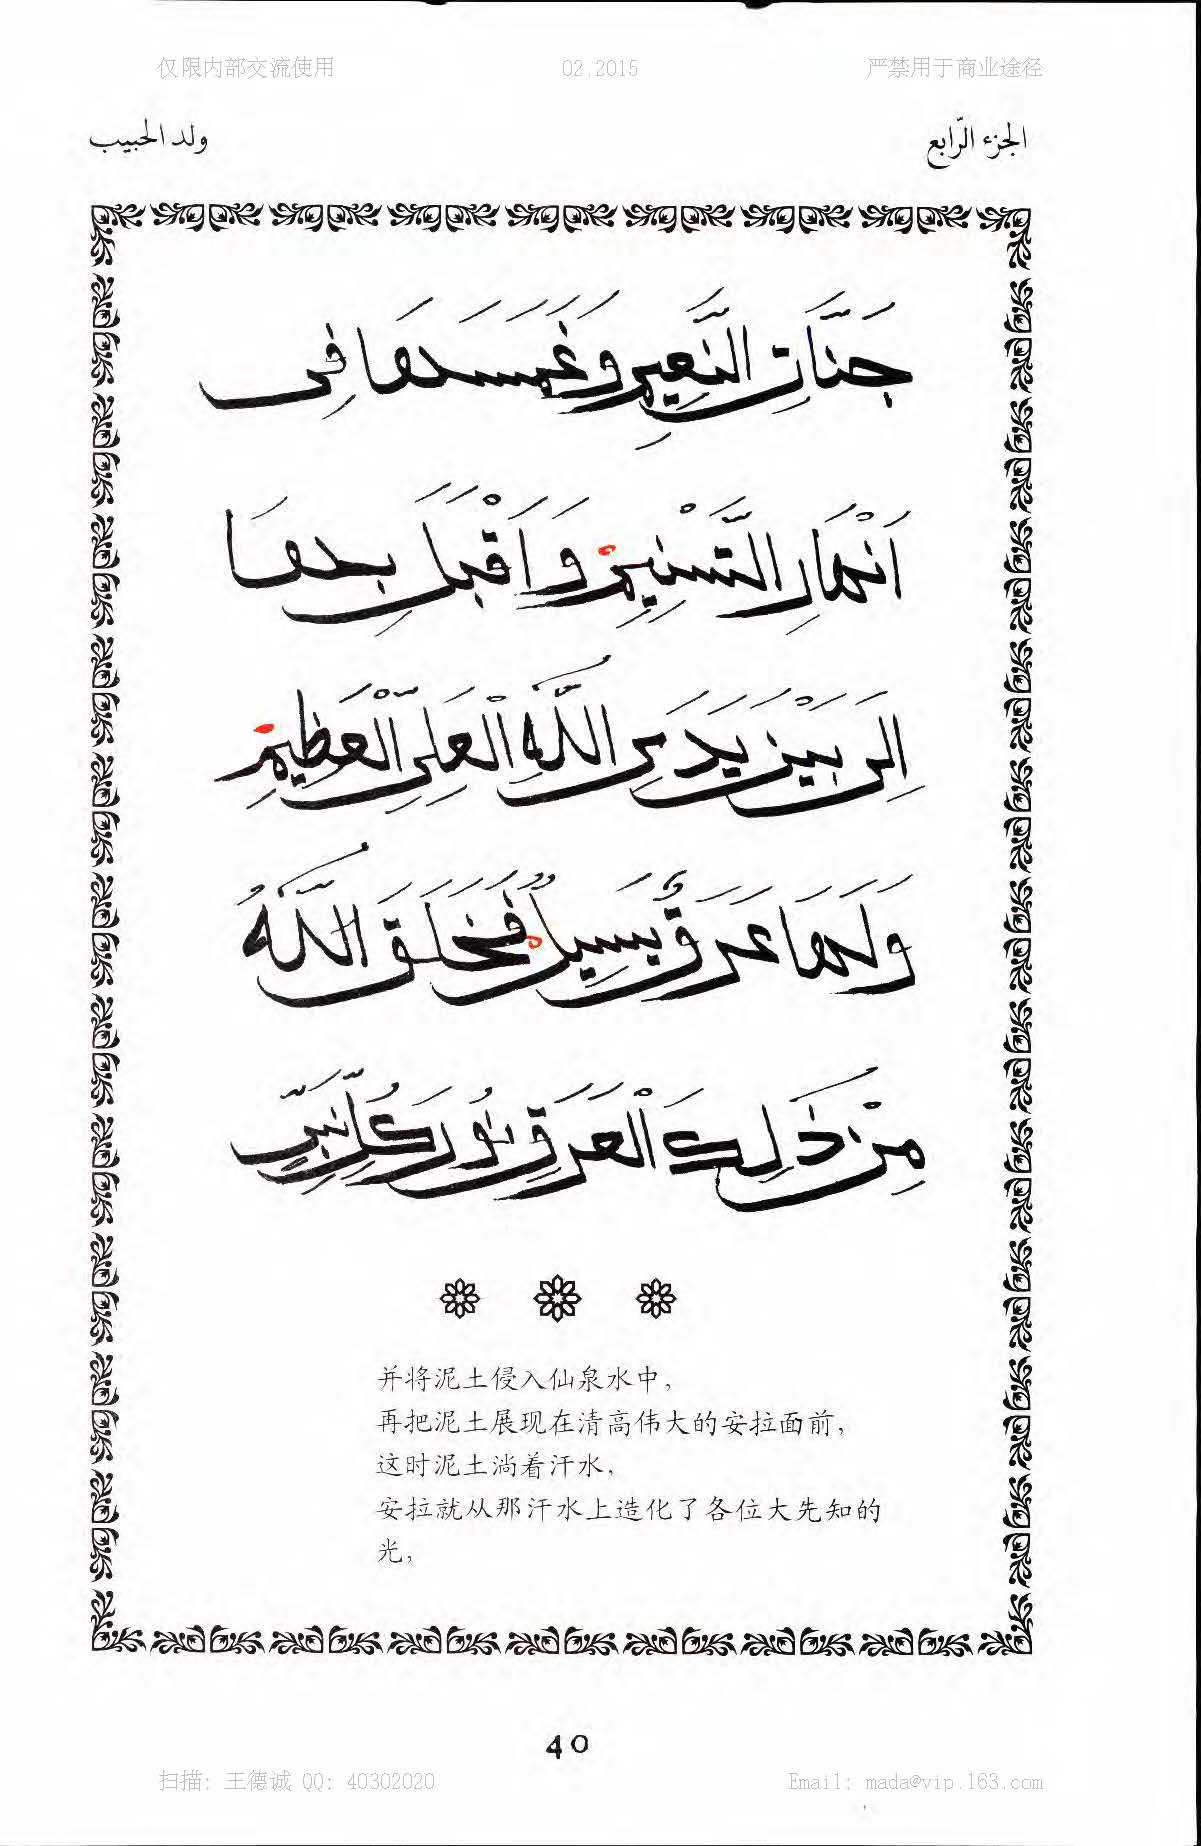 仅限内部交流使用 02.2015 严禁用于商业途径
الجزء الرّابع ولد الحبيب
جَنَّاتِ النَّعِيمِ وَغَمَسَهَا فِى
اَنْهَارِ التَّسْنِيمِ وَاَقْبَلَ بِهَا
اِلَى بَيْنَ يَدَىِ اللَّهِ الْعَلِىِّ الْعَظِيمِ
وَلَهَا عَرَقٌ يَسِيلُ فَخَلَقَ اللَّهُ
مِنْ ذَٰلِكَ الْعَرَقِ نُورَ كُلِّ نَبِىٍّ
并将泥土侵入仙泉水中，
再把泥土展现在清高伟大的安拉面前，
这时泥土淌着汗水，
安拉就从那汗水上造化了各位大先知的
光，
40
扫描: 王德诚 QQ: 40302020 Email: mada@vip.163.com